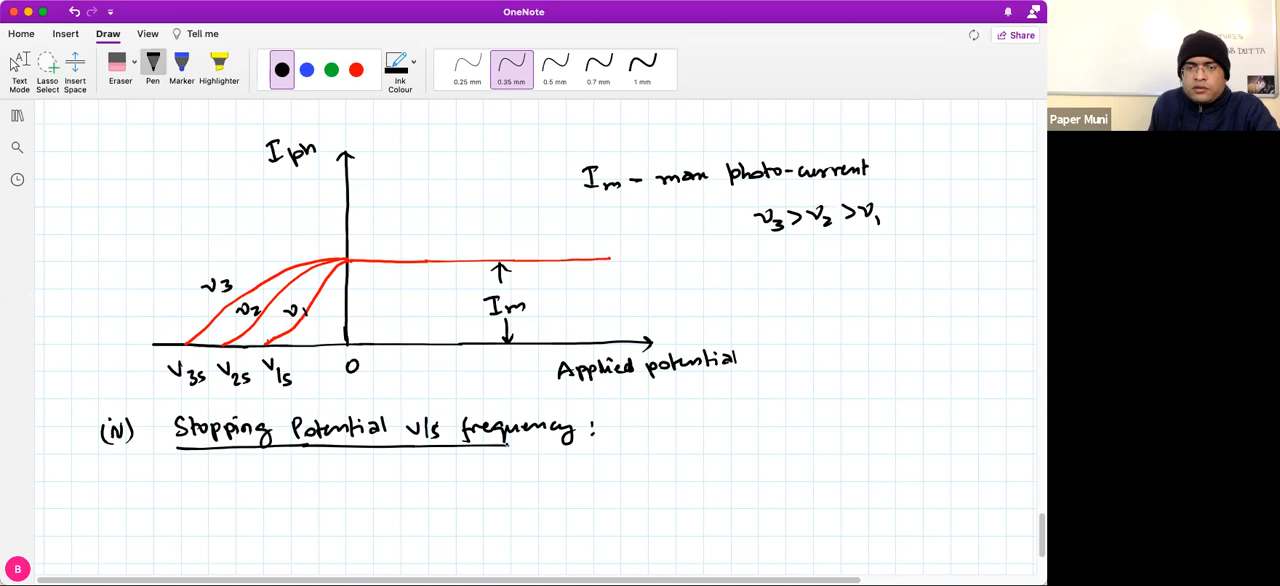 OneNote
Home Insert Draw View Tell me
Share
Text Mode
Lasso Select
Insert Space
Eraser
Pen
Marker
Highlighter
Ink Colour
0.25 mm
0.35 mm
0.5 mm
0.7 mm
1 mm
DUTTA
Paper Muni
Iph
Im - max photo-current
ν3 > ν2 > ν1
ν3
ν2
ν1
Im
V3s V2s V1s 0
Applied potential
(iv) Stopping Potential v/s frequency :
B